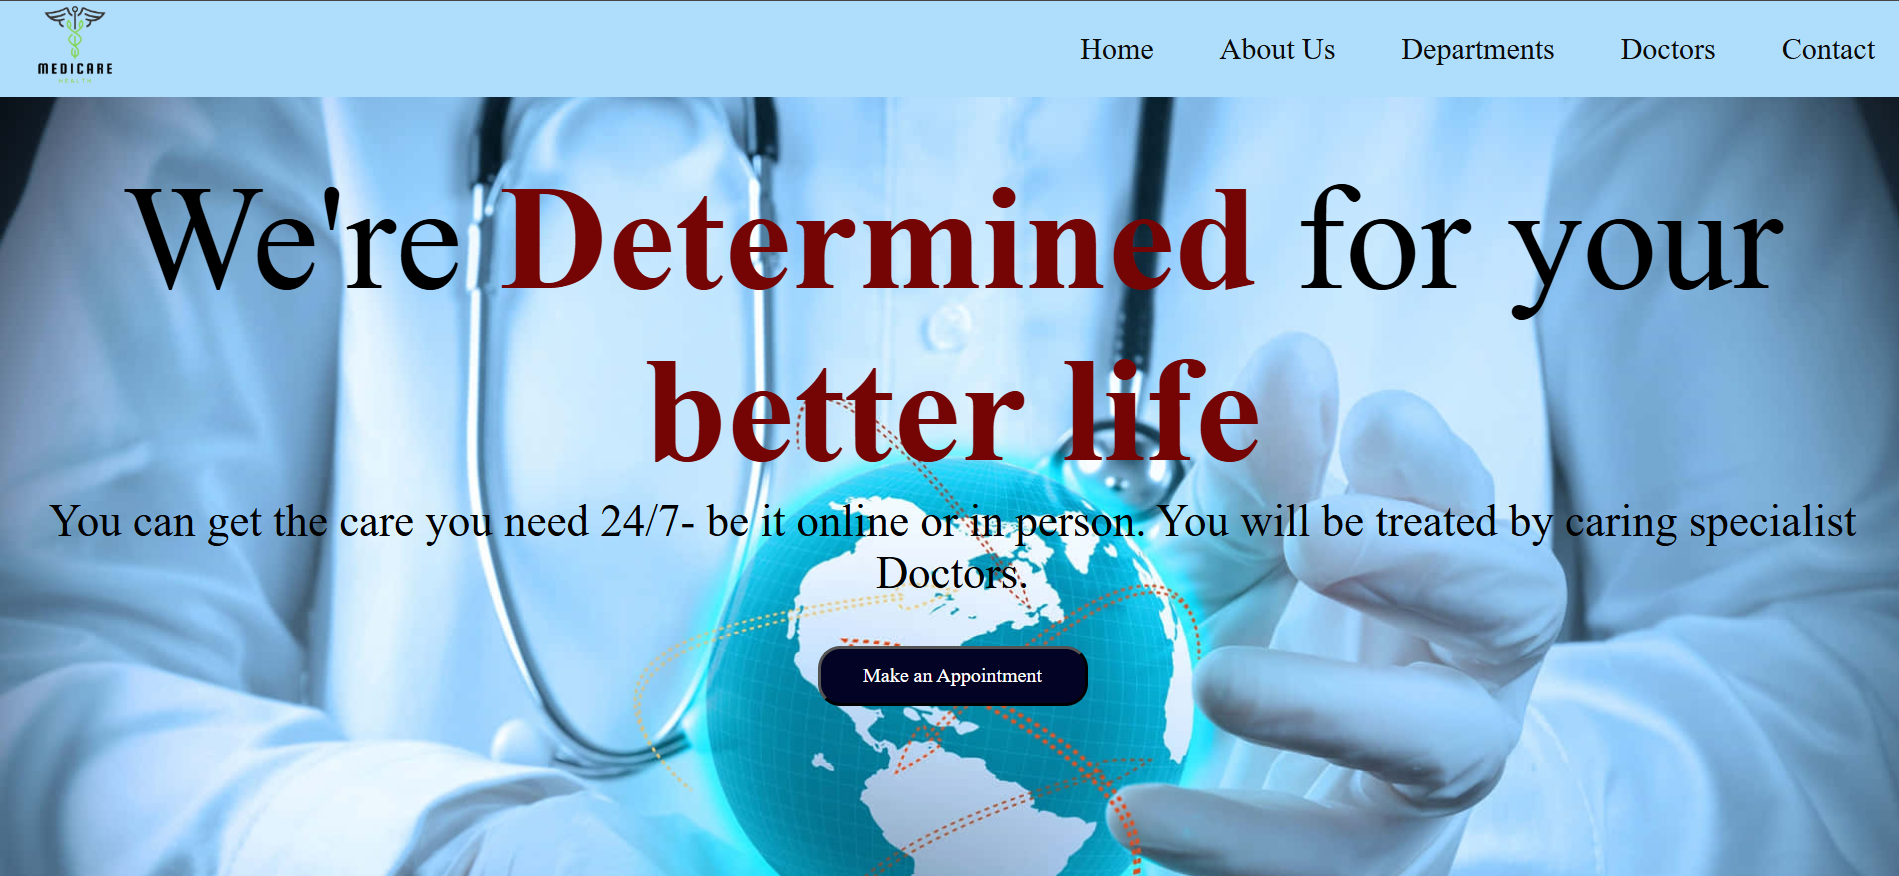 MEDICARE
HEALTH
Home About Us Departments Doctors Contact
We're Determined for your
better life
You can get the care you need 24/7- be it online or in person. You will be treated by caring specialist
Doctors.
Make an Appointment